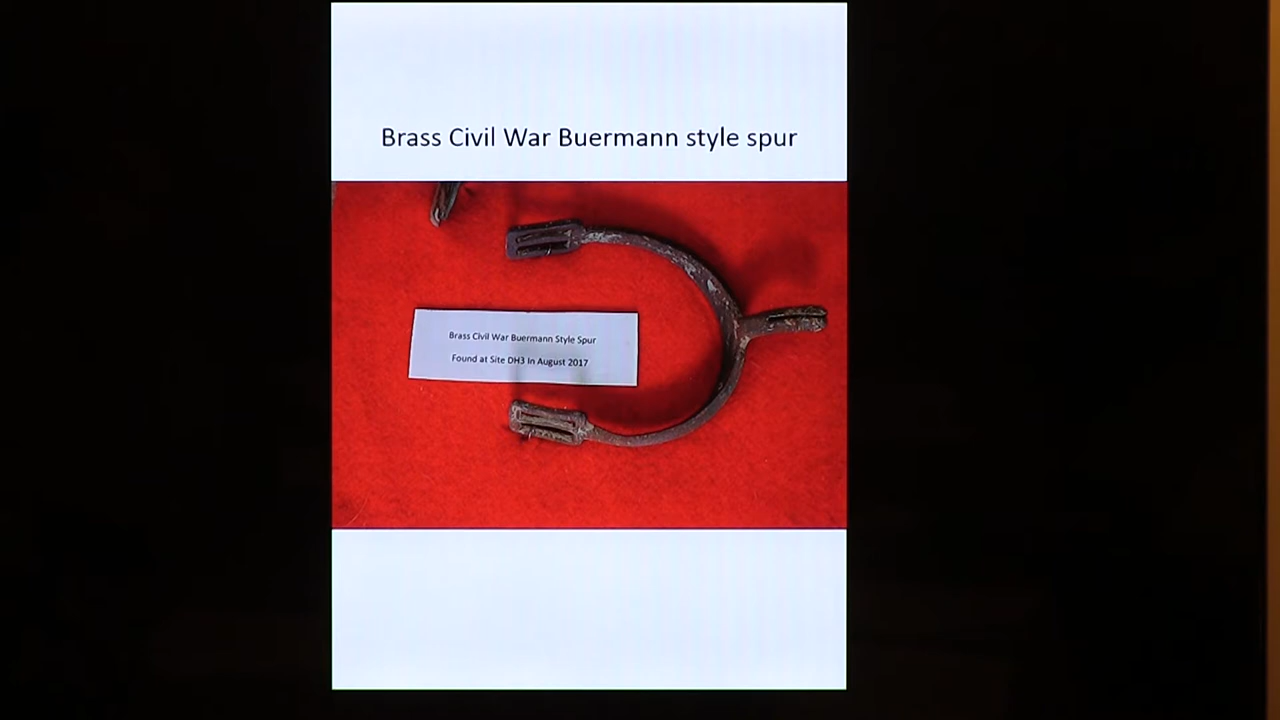 Brass Civil War Buermann style spur
Brass Civil War Buermann Style Spur
Found at Site DH3 In August 2017